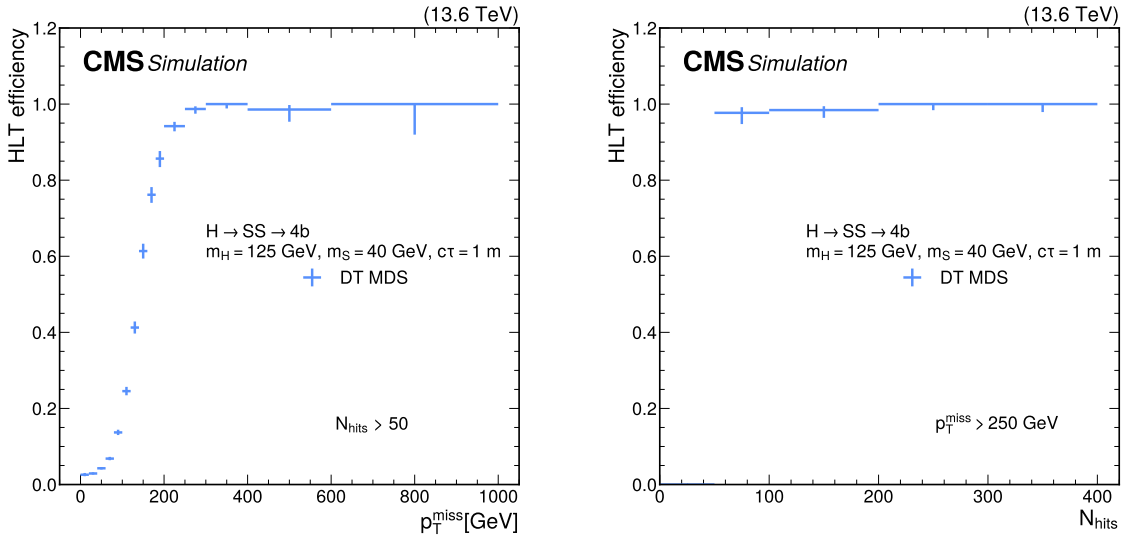 (13.6 TeV)
CMS Simulation
HLT efficiency
1.2
1.0
0.8
0.6
0.4
0.2
0.0
H → SS → 4b
m_H = 125 GeV, m_S = 40 GeV, cτ = 1 m
DT MDS
N_hits > 50
0 200 400 600 800 1000
p_T^miss [GeV]
(13.6 TeV)
CMS Simulation
HLT efficiency
1.2
1.0
0.8
0.6
0.4
0.2
0.0
H → SS → 4b
m_H = 125 GeV, m_S = 40 GeV, cτ = 1 m
DT MDS
p_T^miss > 250 GeV
0 100 200 300 400
N_hits